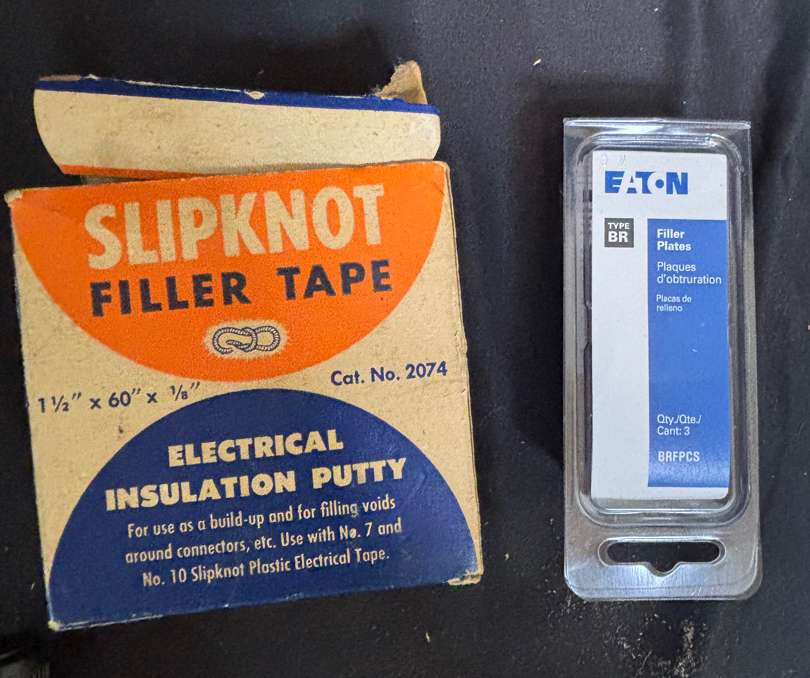 SLIPKNOT
FILLER TAPE
1 1/2" x 60" x 1/8"
Cat. No. 2074
ELECTRICAL
INSULATION PUTTY
For use as a build-up and for filling voids
around connectors, etc. Use with No. 7 and
No. 10 Slipknot Plastic Electrical Tape.
EATON
TYPE
BR
Filler
Plates
Plaques
d'obturation
Placas de
relleno
Qty./Qte./
Cant: 3
BRFPCS